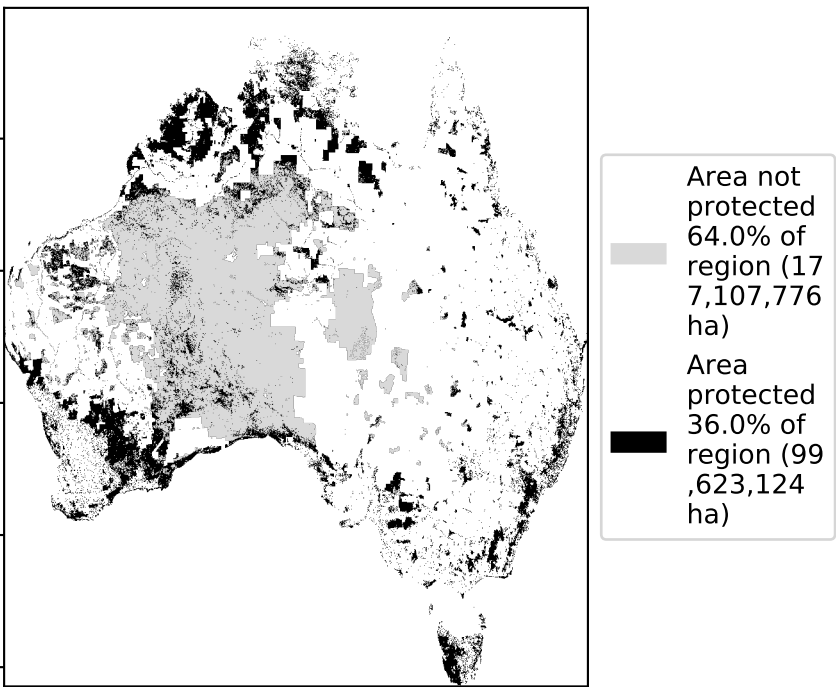 Area not
protected
64.0% of
region (17
7,107,776
ha)
Area
protected
36.0% of
region (99
,623,124
ha)